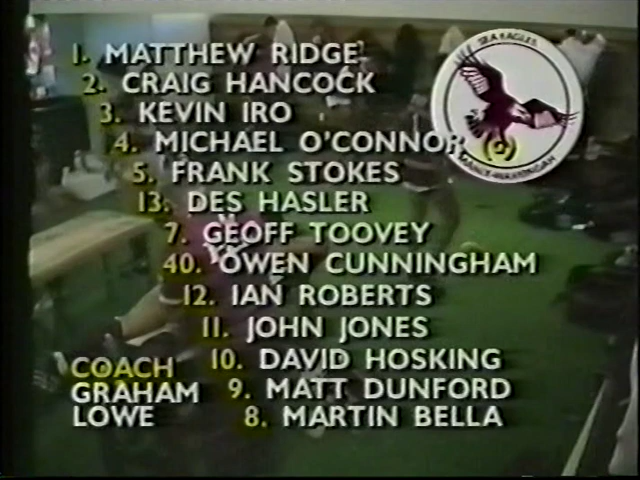 1. MATTHEW RIDGE
2. CRAIG HANCOCK
3. KEVIN IRO
4. MICHAEL O'CONNOR (C)
5. FRANK STOKES
13. DES HASLER
7. GEOFF TOOVEY
40. OWEN CUNNINGHAM
12. IAN ROBERTS
11. JOHN JONES
10. DAVID HOSKING
9. MATT DUNFORD
8. MARTIN BELLA
COACH
GRAHAM
LOWE
SEA EAGLES
MANLY-WARRINGAH